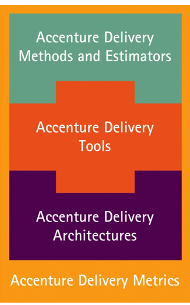 Accenture Delivery
Methods and Estimators
Accenture Delivery
Tools
Accenture Delivery
Architectures
Accenture Delivery Metrics